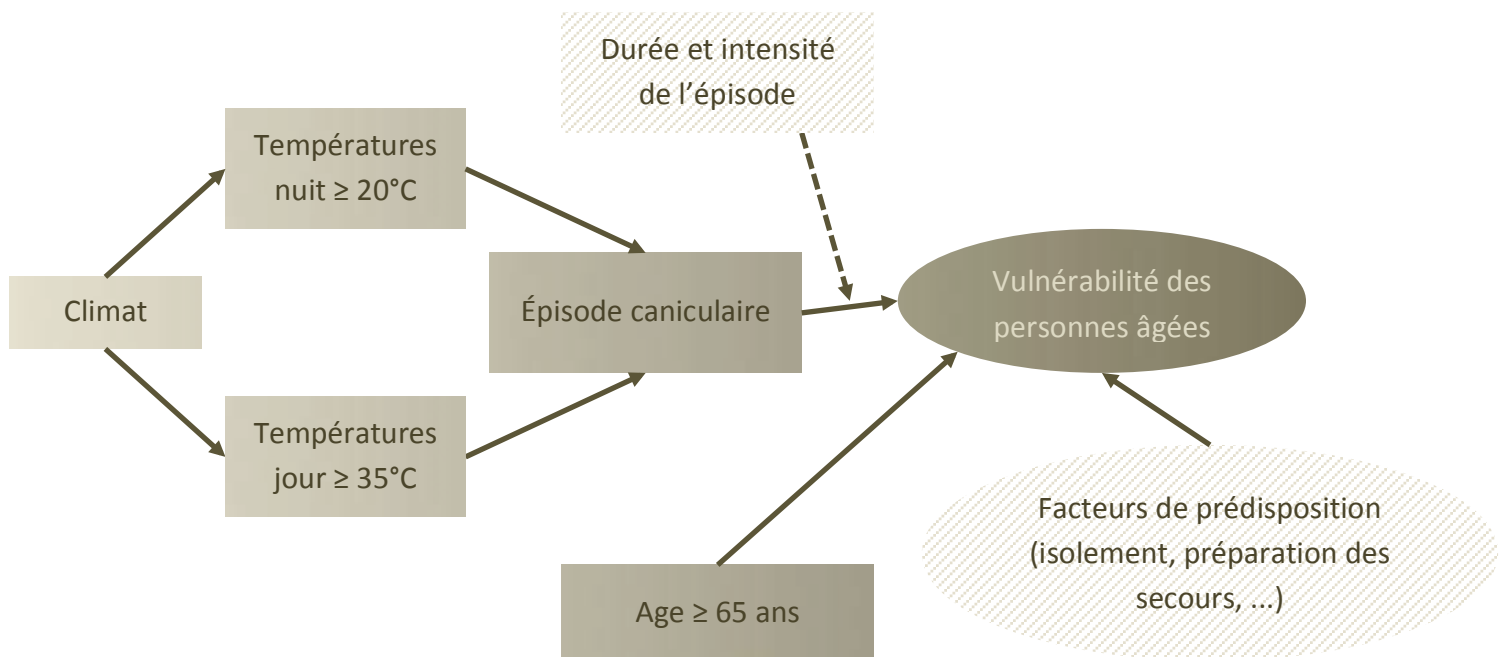 Durée et intensité
de l’épisode
Températures
nuit ≥ 20°C
Climat
Épisode caniculaire
Vulnérabilité des
personnes âgées
Températures
jour ≥ 35°C
Facteurs de prédisposition
(isolement, préparation des
secours, ...)
Age ≥ 65 ans